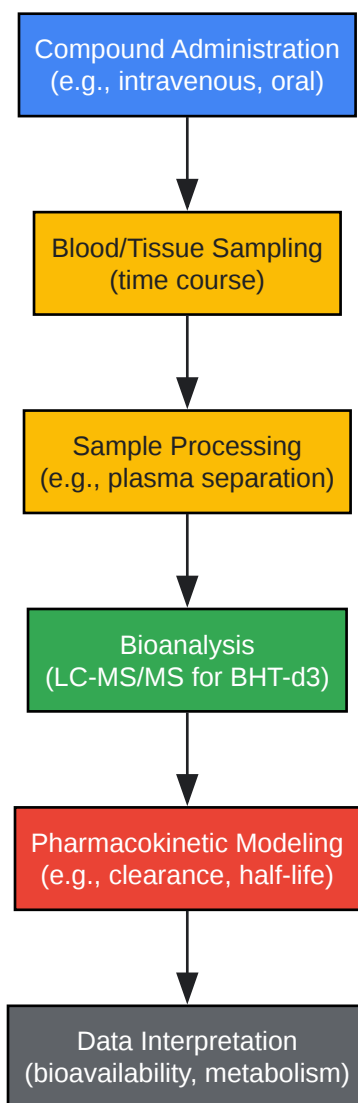 Compound Administration
(e.g., intravenous, oral)
Blood/Tissue Sampling
(time course)
Sample Processing
(e.g., plasma separation)
Bioanalysis
(LC-MS/MS for BHT-d3)
Pharmacokinetic Modeling
(e.g., clearance, half-life)
Data Interpretation
(bioavailability, metabolism)